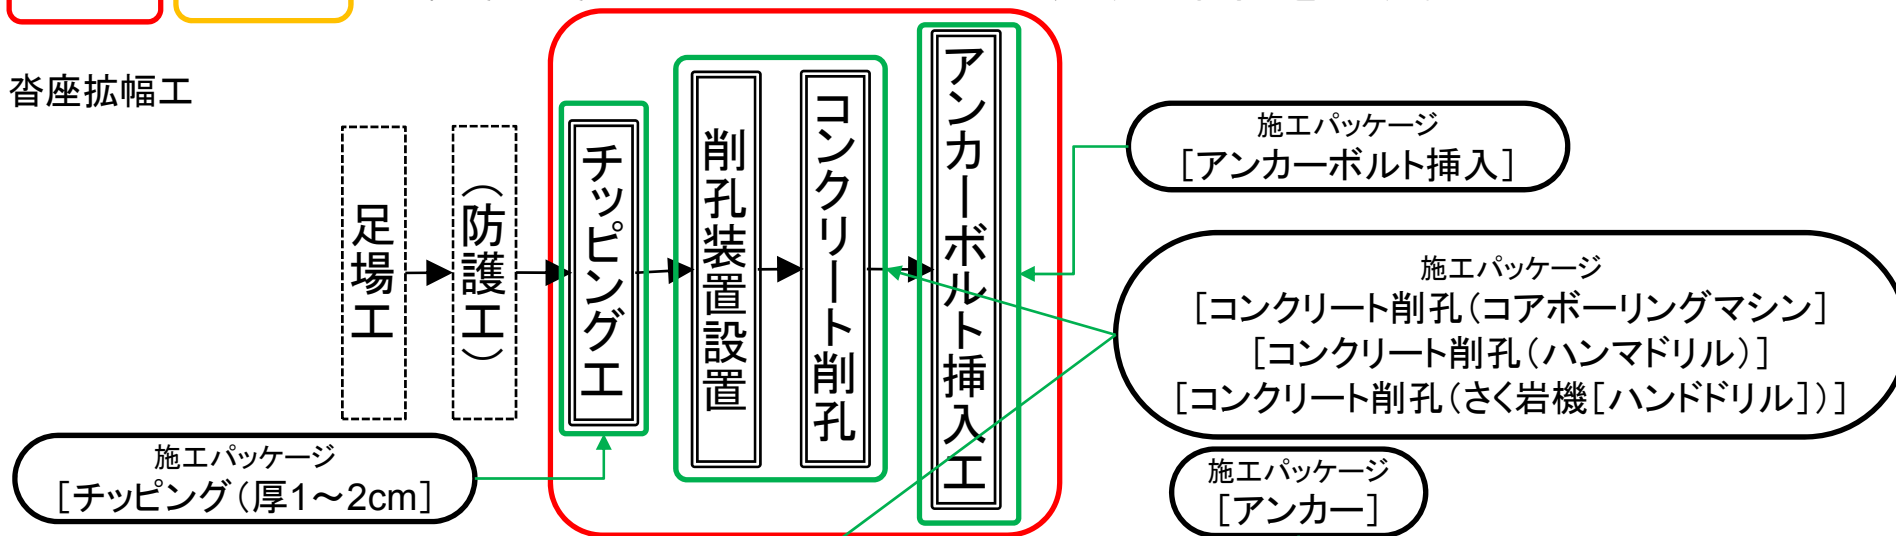 沓座拡幅工
足場工
(防護工)
チッピング工
削孔装置設置
コンクリート削孔
アンカーボルト挿入工
施工パッケージ
[アンカーボルト挿入]
施工パッケージ
[コンクリート削孔(コアボーリングマシン]
[コンクリート削孔(ハンマドリル)]
[コンクリート削孔(さく岩機[ハンドドリル])]
施工パッケージ
[チッピング(厚1～2cm]
施工パッケージ
[アンカー]